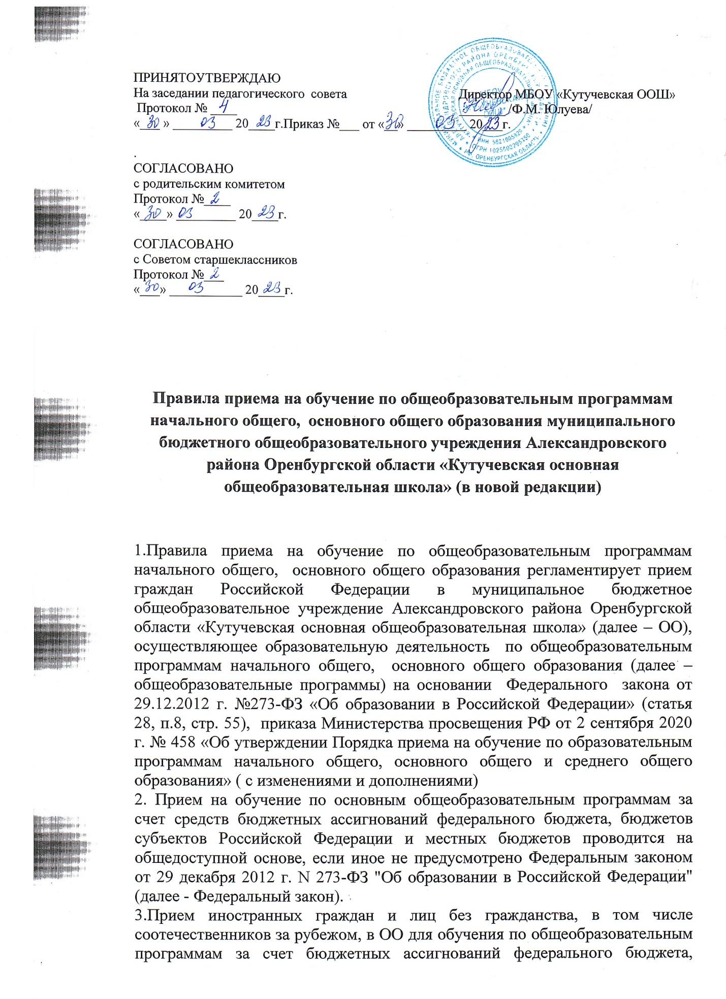 ПРИНЯТОУТВЕРЖДАЮ
На заседании педагогического совета Директор МБОУ «Кутучевская ООШ»
Протокол № 4 ________/Ф.М. Юлуева/
« 30 » 03 20 23 г.Приказ №___ от «30» 03 20 23 г.
.
СОГЛАСОВАНО
с родительским комитетом
Протокол № 2
« 30 » 03 20 23 г.
СОГЛАСОВАНО
с Советом старшеклассников
Протокол № 2
« 30 » 03 20 23 г.
Правила приема на обучение по общеобразовательным программам
начального общего, основного общего образования муниципального
бюджетного общеобразовательного учреждения Александровского
района Оренбургской области «Кутучевская основная
общеобразовательная школа» (в новой редакции)
1.Правила приема на обучение по общеобразовательным программам
начального общего, основного общего образования регламентирует прием
граждан Российской Федерации в муниципальное бюджетное
общеобразовательное учреждение Александровского района Оренбургской
области «Кутучевская основная общеобразовательная школа» (далее – ОО),
осуществляющее образовательную деятельность по общеобразовательным
программам начального общего, основного общего образования (далее –
общеобразовательные программы) на основании Федерального закона от
29.12.2012 г. №273-ФЗ «Об образовании в Российской Федерации» (статья
28, п.8, стр. 55), приказа Министерства просвещения РФ от 2 сентября 2020
г. № 458 «Об утверждении Порядка приема на обучение по образовательным
программам начального общего, основного общего и среднего общего
образования» ( с изменениями и дополнениями)
2. Прием на обучение по основным общеобразовательным программам за
счет средств бюджетных ассигнований федерального бюджета, бюджетов
субъектов Российской Федерации и местных бюджетов проводится на
общедоступной основе, если иное не предусмотрено Федеральным законом
от 29 декабря 2012 г. N 273-ФЗ "Об образовании в Российской Федерации"
(далее - Федеральный закон).
3.Прием иностранных граждан и лиц без гражданства, в том числе
соотечественников за рубежом, в ОО для обучения по общеобразовательным
программам за счет бюджетных ассигнований федерального бюджета,